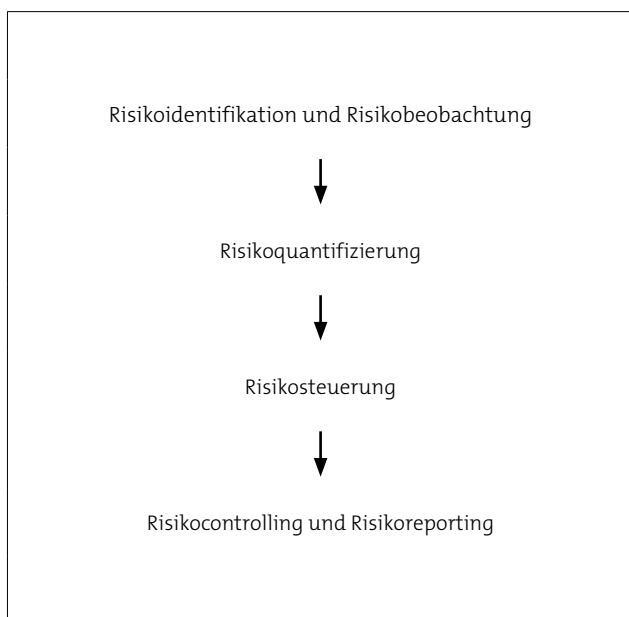 Risikoidentifikation und Risikobeobachtung
Risikoquantifizierung
Risikosteuerung
Risikocontrolling und Risikoreporting